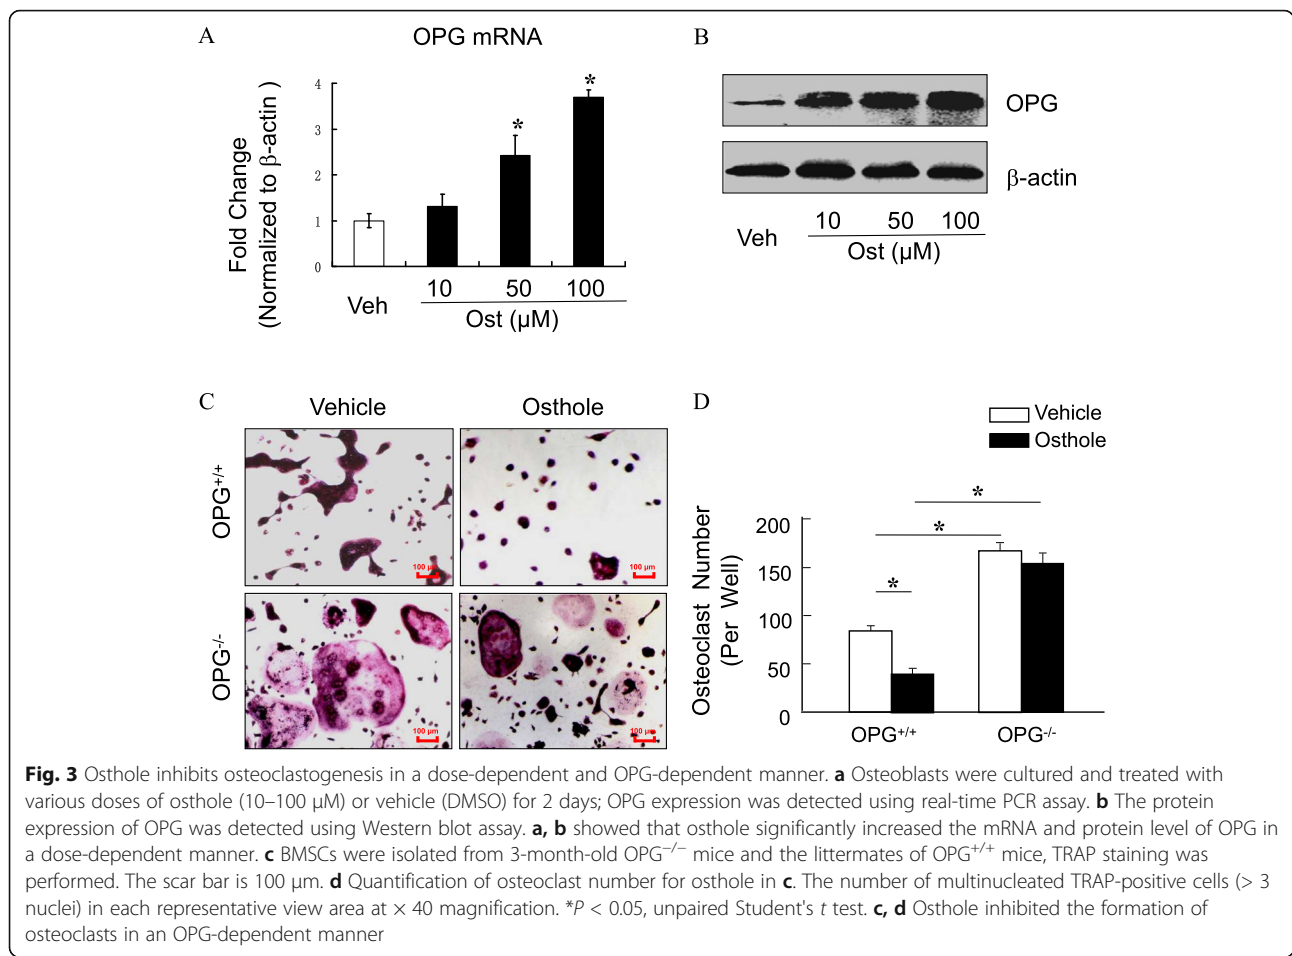 A
OPG mRNA
Fold Change
(Normalized to β-actin )
4
3
2
1
0
*
*
Veh
10 50 100
Ost (µM)
B
OPG
β-actin
Veh
10 50 100
Ost (µM)
C
Vehicle Osthole
OPG+/+
100 µm
100 µm
OPG-/-
100 µm
100 µm
D
Vehicle
Osthole
Osteoclast Number
(Per Well)
200
150
100
50
0
*
*
*
OPG+/+ OPG-/-
Fig. 3 Osthole inhibits osteoclastogenesis in a dose-dependent and OPG-dependent manner. a Osteoblasts were cultured and treated with
various doses of osthole (10–100 µM) or vehicle (DMSO) for 2 days; OPG expression was detected using real-time PCR assay. b The protein
expression of OPG was detected using Western blot assay. a, b showed that osthole significantly increased the mRNA and protein level of OPG in
a dose-dependent manner. c BMSCs were isolated from 3-month-old OPG−/− mice and the littermates of OPG+/+ mice, TRAP staining was
performed. The scar bar is 100 µm. d Quantification of osteoclast number for osthole in c. The number of multinucleated TRAP-positive cells (> 3
nuclei) in each representative view area at × 40 magnification. *P < 0.05, unpaired Student's t test. c, d Osthole inhibited the formation of
osteoclasts in an OPG-dependent manner